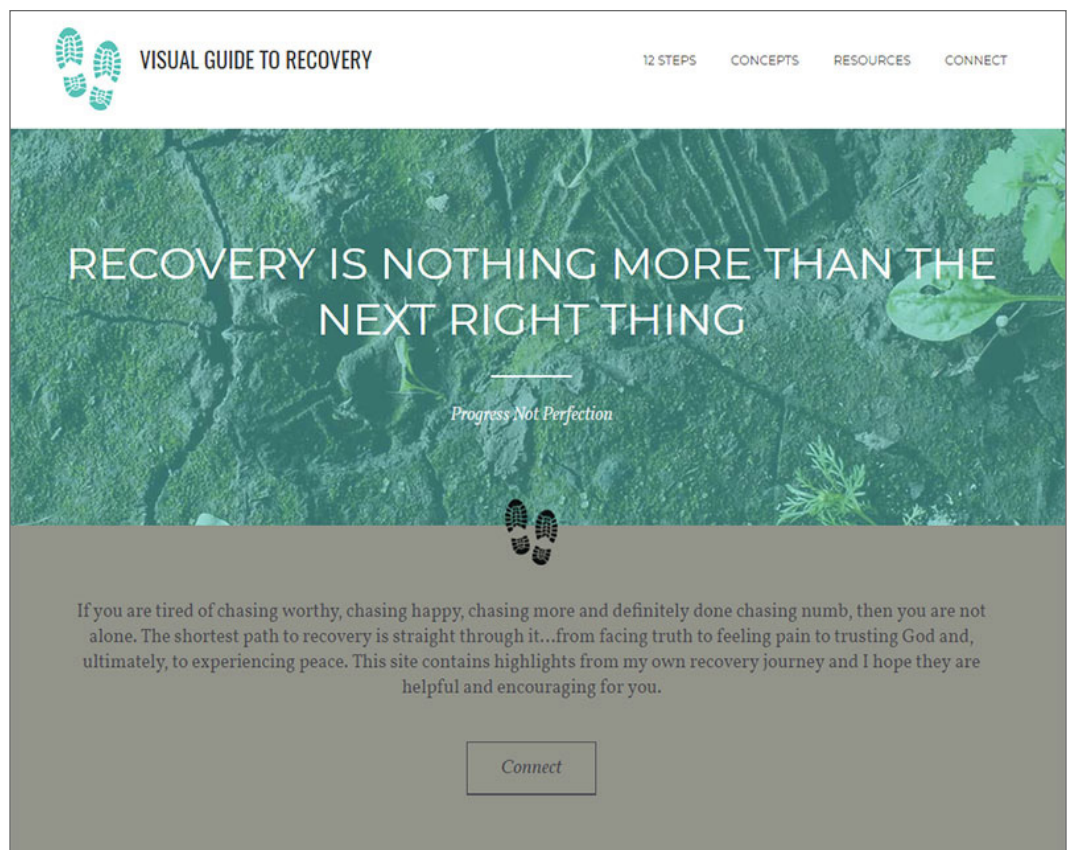 VISUAL GUIDE TO RECOVERY
12 STEPS CONCEPTS RESOURCES CONNECT
RECOVERY IS NOTHING MORE THAN THE
NEXT RIGHT THING
Progress Not Perfection
If you are tired of chasing worthy, chasing happy, chasing more and definitely done chasing numb, then you are not
alone. The shortest path to recovery is straight through it...from facing truth to feeling pain to trusting God and,
ultimately, to experiencing peace. This site contains highlights from my own recovery journey and I hope they are
helpful and encouraging for you.
Connect